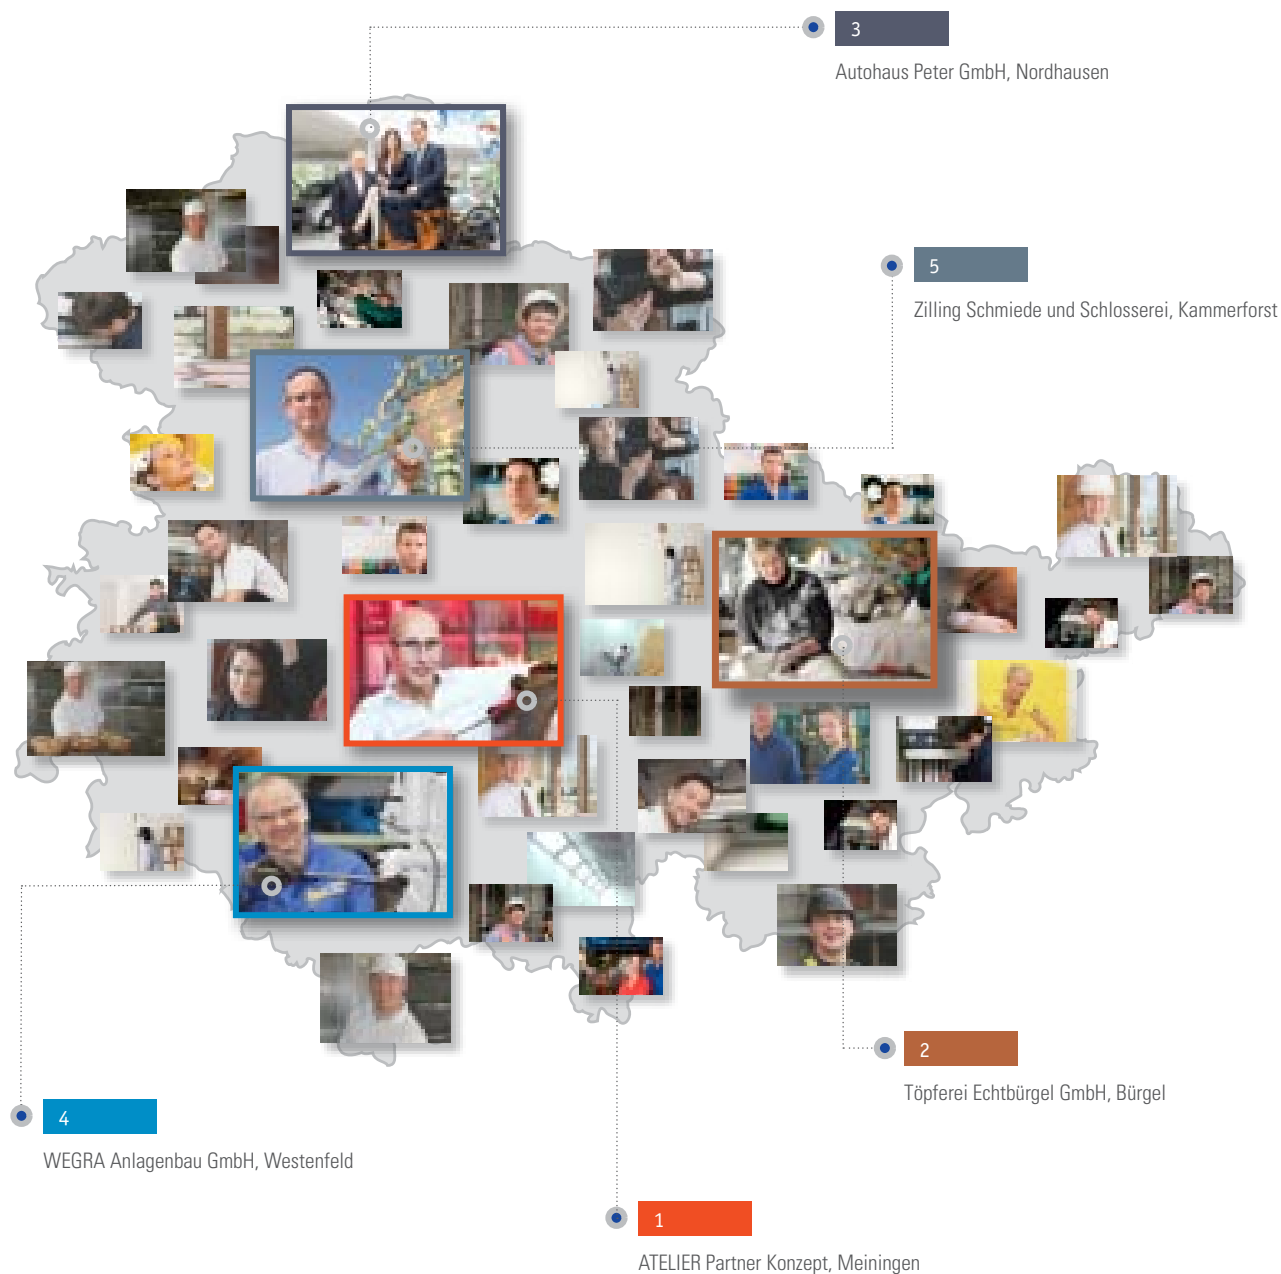 3
Autohaus Peter GmbH, Nordhausen
5
Zilling Schmiede und Schlosserei, Kammerforst
2
Töpferei Echtbürgel GmbH, Bürgel
4
WEGRA Anlagenbau GmbH, Westenfeld
1
ATELIER Partner Konzept, Meiningen